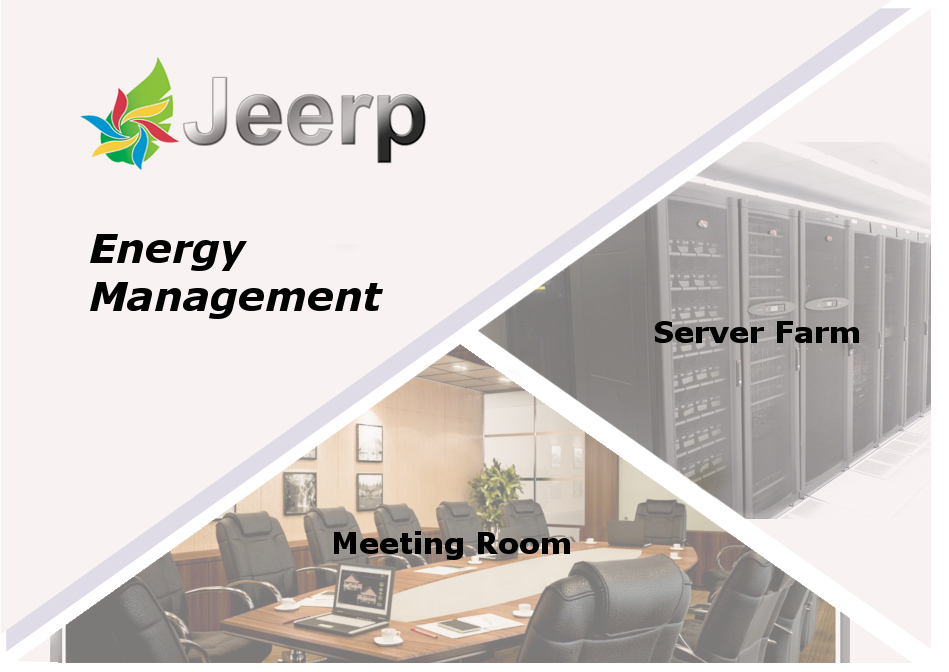 Jeerp
Energy
Management
Server Farm
Meeting Room